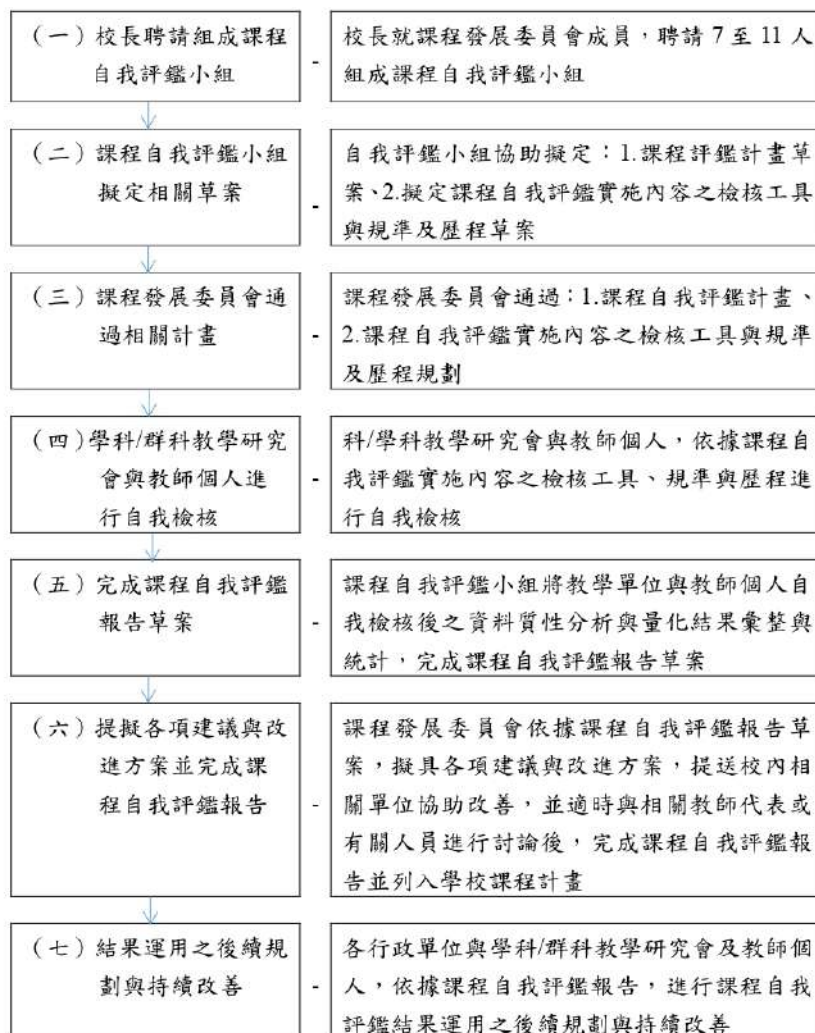 （一）校長聘請組成課程
自我評鑑小組
-
校長就課程發展委員會成員，聘請 7 至 11 人
組成課程自我評鑑小組
（二）課程自我評鑑小組
擬定相關草案
-
自我評鑑小組協助擬定：1.課程評鑑計畫草
案、2.擬定課程自我評鑑實施內容之檢核工具
與規準及歷程草案
（三）課程發展委員會通
過相關計畫
-
課程發展委員會通過：1.課程自我評鑑計畫、
2.課程自我評鑑實施內容之檢核工具與規準
及歷程規劃
（四）學科/群科教學研究
會與教師個人進
行自我檢核
-
科/學科教學研究會與教師個人，依據課程自
我評鑑實施內容之檢核工具、規準與歷程進
行自我檢核
（五）完成課程自我評鑑
報告草案
-
課程自我評鑑小組將教學單位與教師個人自
我檢核後之資料質性分析與量化結果彙整與
統計，完成課程自我評鑑報告草案
（六）提擬各項建議與改
進方案並完成課
程自我評鑑報告
-
課程發展委員會依據課程自我評鑑報告草
案，擬具各項建議與改進方案，提送校內相
關單位協助改善，並適時與相關教師代表或
有關人員進行討論後，完成課程自我評鑑報
告並列入學校課程計畫
（七）結果運用之後續規
劃與持續改善
-
各行政單位與學科/群科教學研究會及教師個
人，依據課程自我評鑑報告，進行課程自我
評鑑結果運用之後續規劃與持續改善